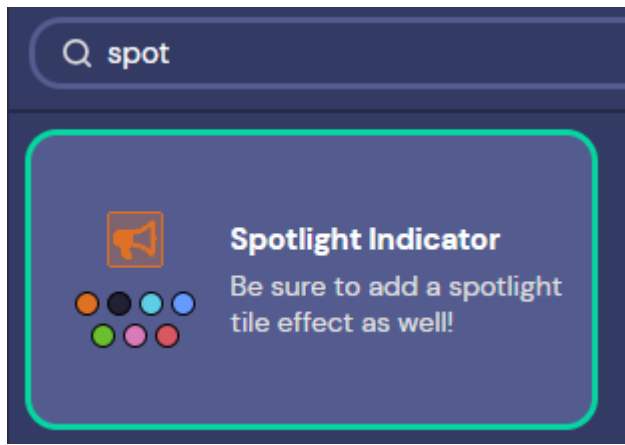 spot
Spotlight Indicator
Be sure to add a spotlight
tile effect as well!